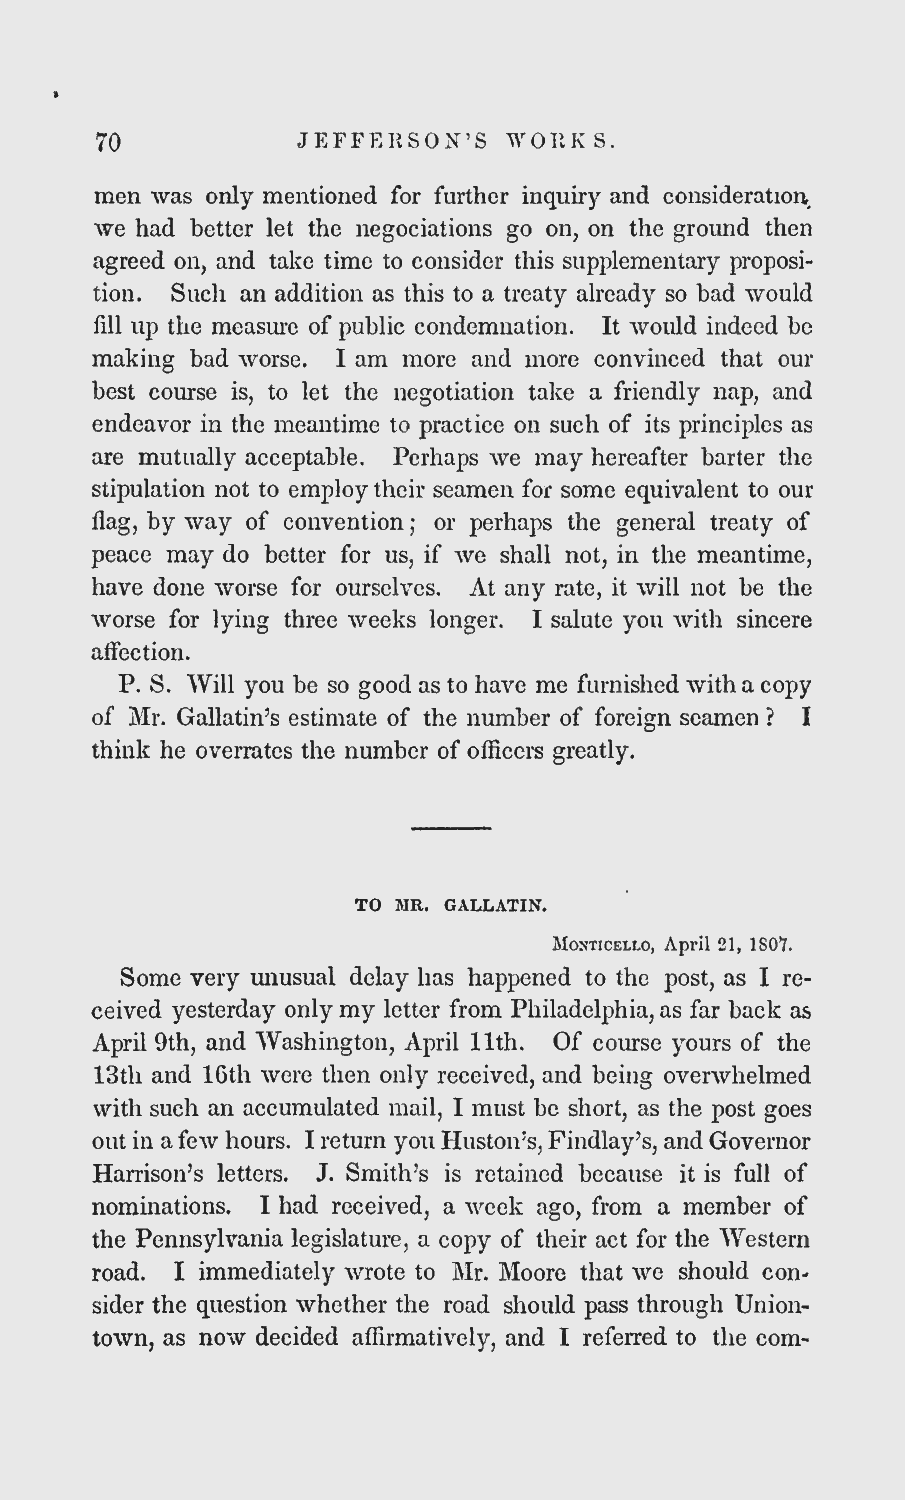 70 JEFFERSON'S WORKS.
men was only mentioned for further inquiry and consideration,
we had better let the negociations go on, on the ground then
agreed on, and take time to consider this supplementary proposi-
tion. Such an addition as this to a treaty already so bad would
fill up the measure of public condemnation. It would indeed be
making bad worse. I am more and more convinced that our
best course is, to let the negotiation take a friendly nap, and
endeavor in the meantime to practice on such of its principles as
are mutually acceptable. Perhaps we may hereafter barter the
stipulation not to employ their seamen for some equivalent to our
flag, by way of convention; or perhaps the general treaty of
peace may do better for us, if we shall not, in the meantime,
have done worse for ourselves. At any rate, it will not be the
worse for lying three weeks longer. I salute you with sincere
affection.
P. S. Will you be so good as to have me furnished with a copy
of Mr. Gallatin's estimate of the number of foreign seamen? I
think he overrates the number of officers greatly.
TO MR. GALLATIN.
Monticello, April 21, 1807.
Some very unusual delay has happened to the post, as I re-
ceived yesterday only my letter from Philadelphia, as far back as
April 9th, and Washington, April 11th. Of course yours of the
13th and 16th were then only received, and being overwhelmed
with such an accumulated mail, I must be short, as the post goes
out in a few hours. I return you Huston's, Findlay's, and Governor
Harrison's letters. J. Smith's is retained because it is full of
nominations. I had received, a week ago, from a member of
the Pennsylvania legislature, a copy of their act for the Western
road. I immediately wrote to Mr. Moore that we should con-
sider the question whether the road should pass through Union-
town, as now decided affirmatively, and I referred to the com-